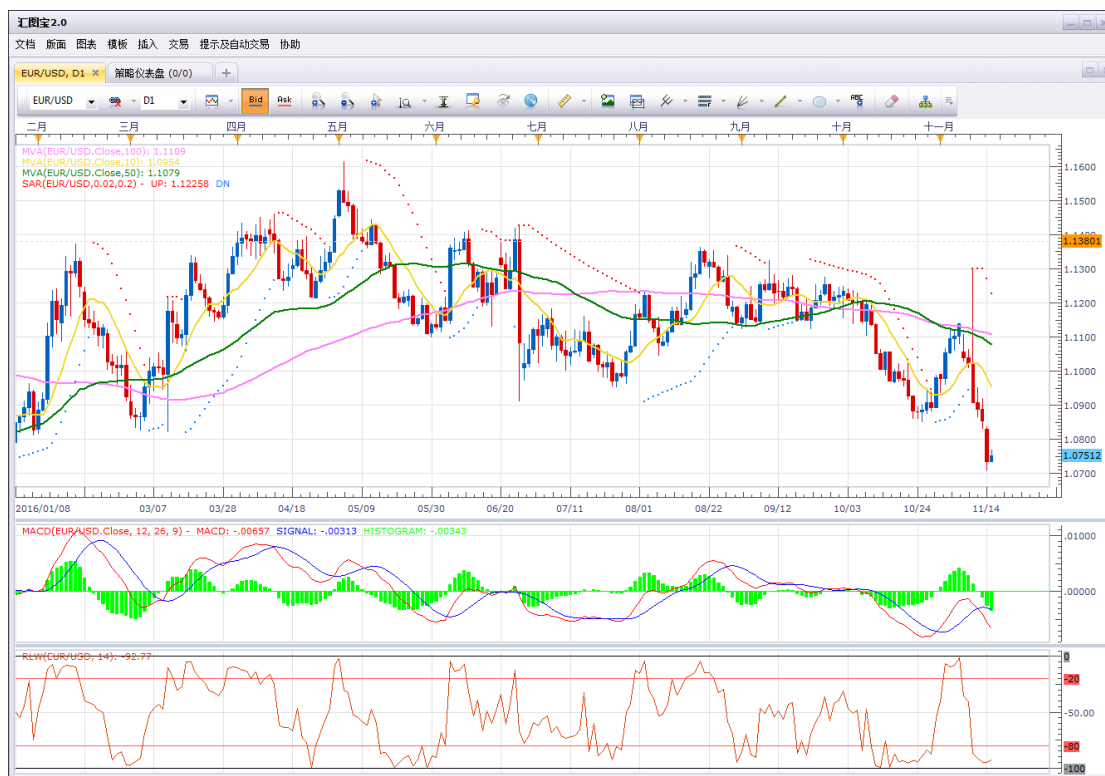 汇图宝2.0
文档 版面 图表 模板 插入 交易 提示及自动交易 协助
EUR/USD, D1 策略仪表盘 (0/0)
EUR/USD D1 Bid Ask ABC
二月 三月 四月 五月 六月 七月 八月 九月 十月 十一月
MVA(EUR/USD.Close,100): 1.1109
MVA(EUR/USD.Close,10): 1.0954
MVA(EUR/USD.Close,50): 1.1079
SAR(EUR/USD,0.02,0.2) - UP: 1.12258 DN
1.1600
1.1500
1.1400
1.13801
1.1300
1.1200
1.1100
1.1000
1.0900
1.0800
1.07512
1.0700
2016/01/08 03/07 03/28 04/18 05/09 05/30 06/20 07/11 08/01 08/22 09/12 10/03 10/24 11/14
MACD(EUR/USD.Close, 12, 26, 9) - MACD: -.00657 SIGNAL: -.00313 HISTOGRAM: -.00343
.01000
.00000
RLW(EUR/USD, 14): -92.77
0
-20
-50.00
-80
-100